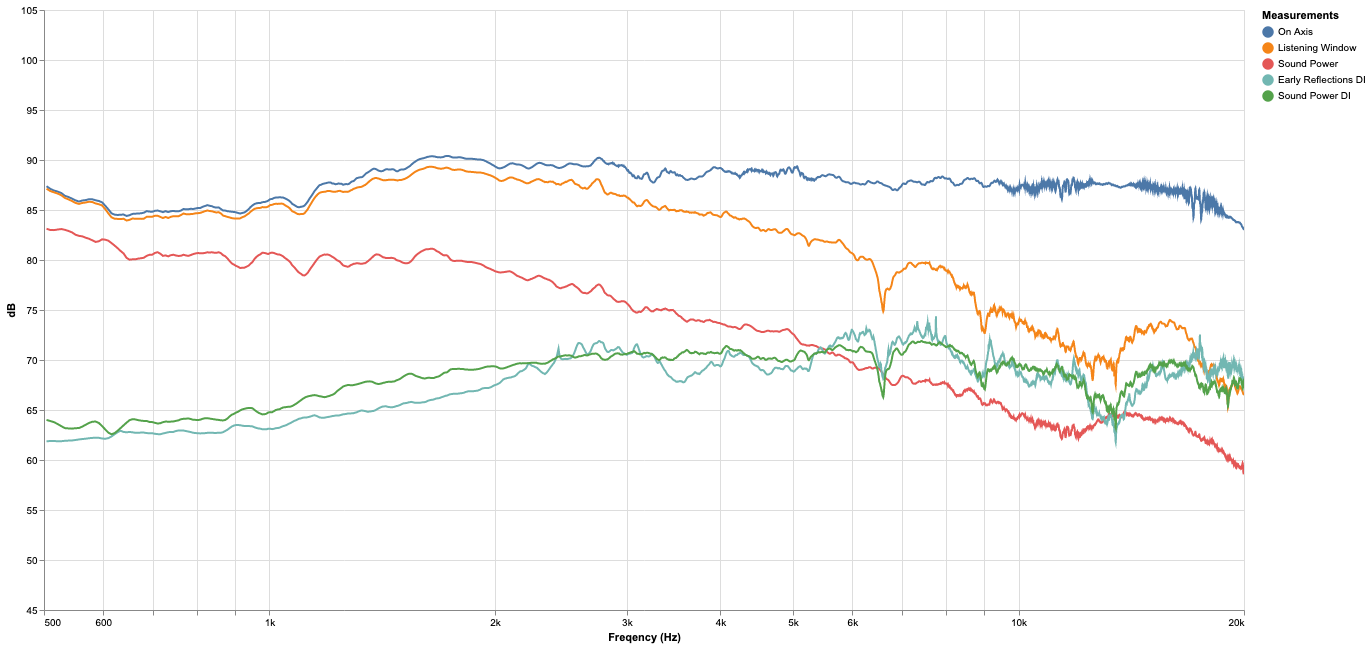 105
100
95
90
85
80
75
70
65
60
55
50
45
dB
500 600 1k 2k 3k 4k 5k 6k 10k 20k
Freqency (Hz)
Measurements
On Axis
Listening Window
Sound Power
Early Reflections DI
Sound Power DI